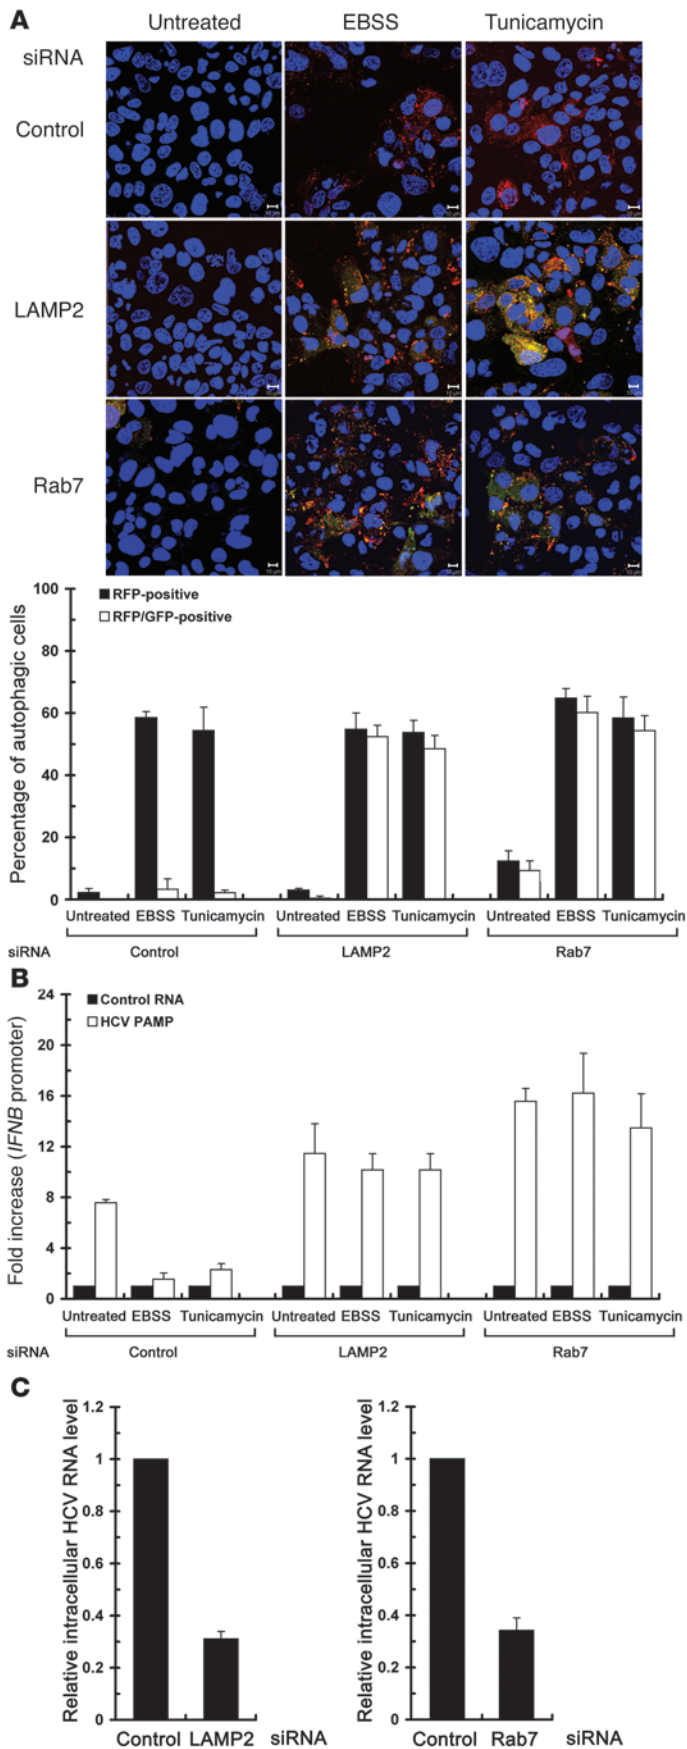 A
Untreated EBSS Tunicamycin
siRNA
Control
LAMP2
Rab7
10 µm
Percentage of autophagic cells
100
80
60
40
20
0
RFP-positive
RFP/GFP-positive
Untreated EBSS Tunicamycin Untreated EBSS Tunicamycin Untreated EBSS Tunicamycin
siRNA Control LAMP2 Rab7
B
Fold increase (IFNB promoter)
24
20
16
12
8
4
0
Control RNA
HCV PAMP
Untreated EBSS Tunicamycin Untreated EBSS Tunicamycin Untreated EBSS Tunicamycin
siRNA Control LAMP2 Rab7
C
Relative intracellular HCV RNA level
1.2
1
0.8
0.6
0.4
0.2
0
Control LAMP2 siRNA
Relative intracellular HCV RNA level
1.2
1
0.8
0.6
0.4
0.2
0
Control Rab7 siRNA